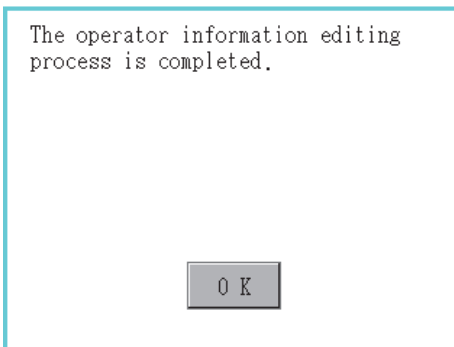 The operator information editing
process is completed.
OK